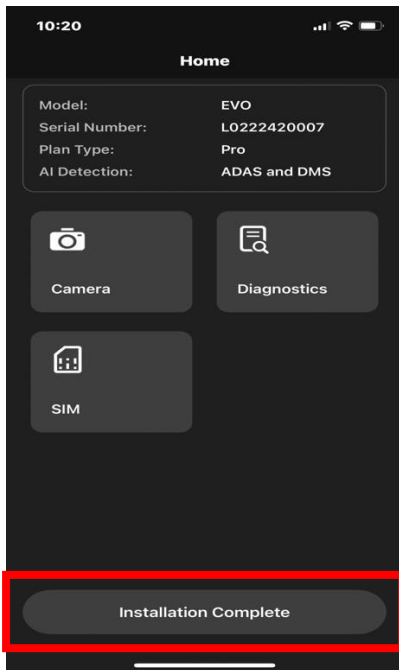 10:20
Home
Model: EVO
Serial Number: L0222420007
Plan Type: Pro
AI Detection: ADAS and DMS
Camera
Diagnostics
SIM
Installation Complete